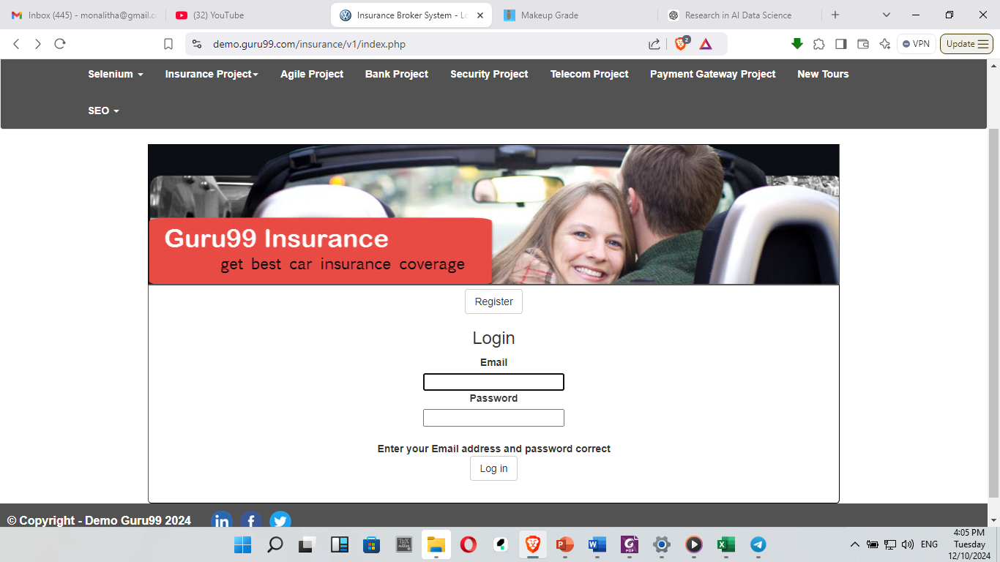 Inbox (445) - monalitha@gmail.c
(32) YouTube
Insurance Broker System - Lo
Makeup Grade
Research in AI Data Science
demo.guru99.com/insurance/v1/index.php
2
VPN
Update
Selenium
Insurance Project
Agile Project
Bank Project
Security Project
Telecom Project
Payment Gateway Project
New Tours
SEO
Guru99 Insurance
get best car insurance coverage
Register
Login
Email
Password
Enter your Email address and password correct
Log in
© Copyright - Demo Guru99 2024
ENG
4:05 PM
Tuesday
12/10/2024